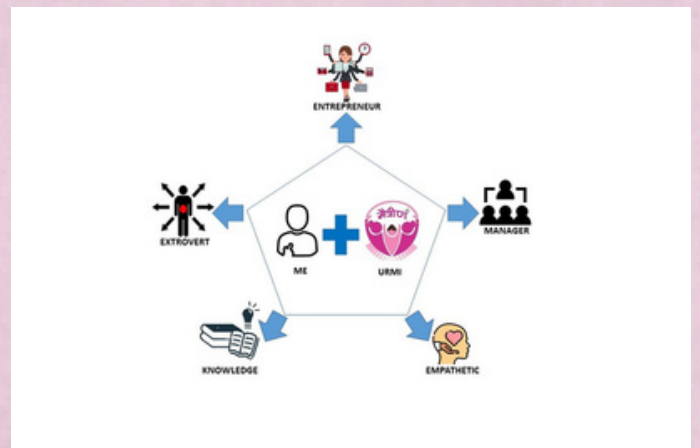 ENTREPRENEUR
EXTROVERT
MANAGER
ME
URMI
KNOWLEDGE
EMPATHETIC